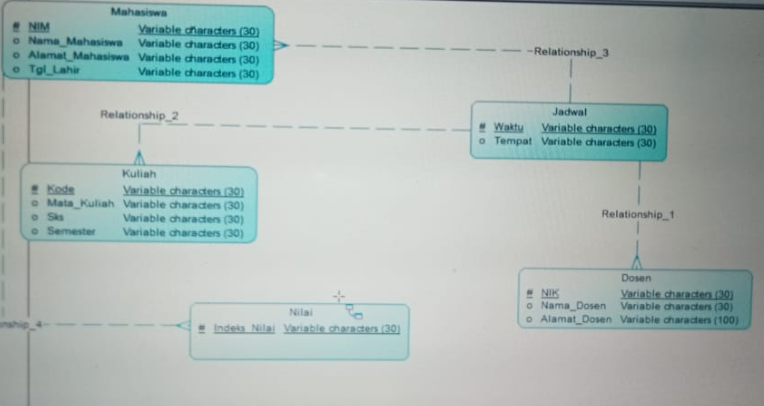 Mahasiswa
# NIM Variable characters (30)
o Nama_Mahasiswa Variable characters (30)
o Alamat_Mahasiswa Variable characters (30)
o Tgl_Lahir Variable characters (30)
Relationship_3
Relationship_2
Jadwal
# Waktu Variable characters (30)
o Tempat Variable characters (30)
Kuliah
# Kode Variable characters (30)
o Mata_Kuliah Variable characters (30)
o Sks Variable characters (30)
o Semester Variable characters (30)
Relationship_1
Dosen
# NIK Variable characters (30)
o Nama_Dosen Variable characters (30)
o Alamat_Dosen Variable characters (100)
Nilai
# Indeks_Nilai Variable characters (30)
onship_4